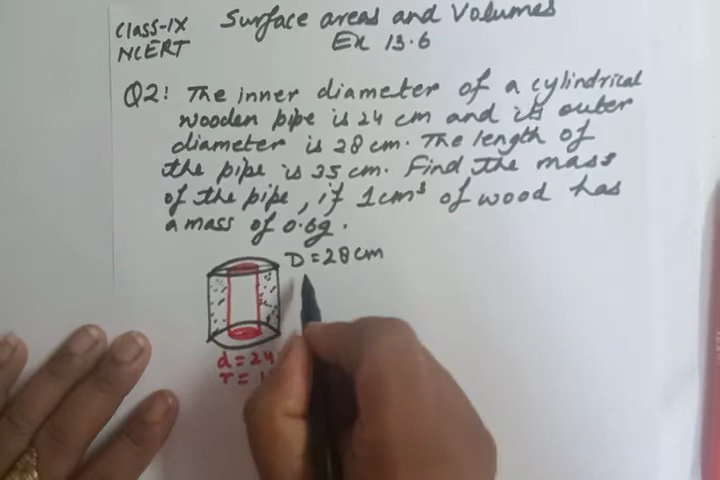 Class-IX
NCERT
Surface areas and Volumes
Ex 13.6
Q2: The inner diameter of a cylindrical
wooden pipe is 24 cm and its outer
diameter is 28 cm. The length of
the pipe is 35 cm. Find the mass
of the pipe, if 1cm³ of wood has
a mass of 0.6g.
D = 28 cm
d = 24
r = 1